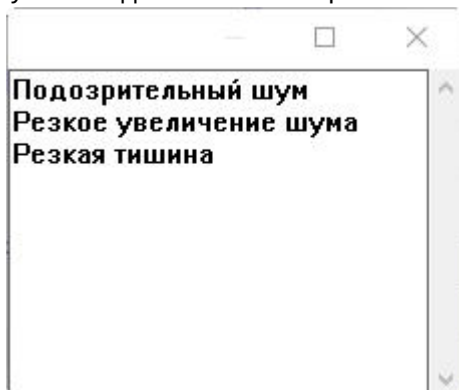 Подозрительный шум
Резкое увеличение шума
Резкая тишина